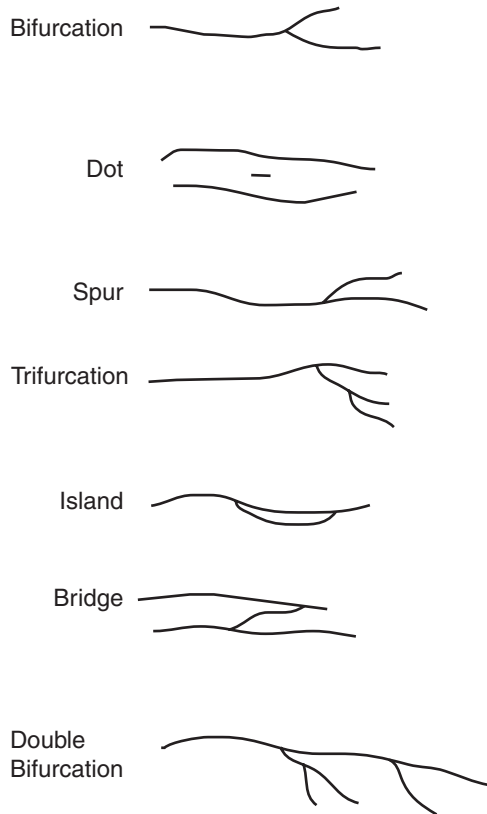 Bifurcation
Dot
Spur
Trifurcation
Island
Bridge
Double
Bifurcation